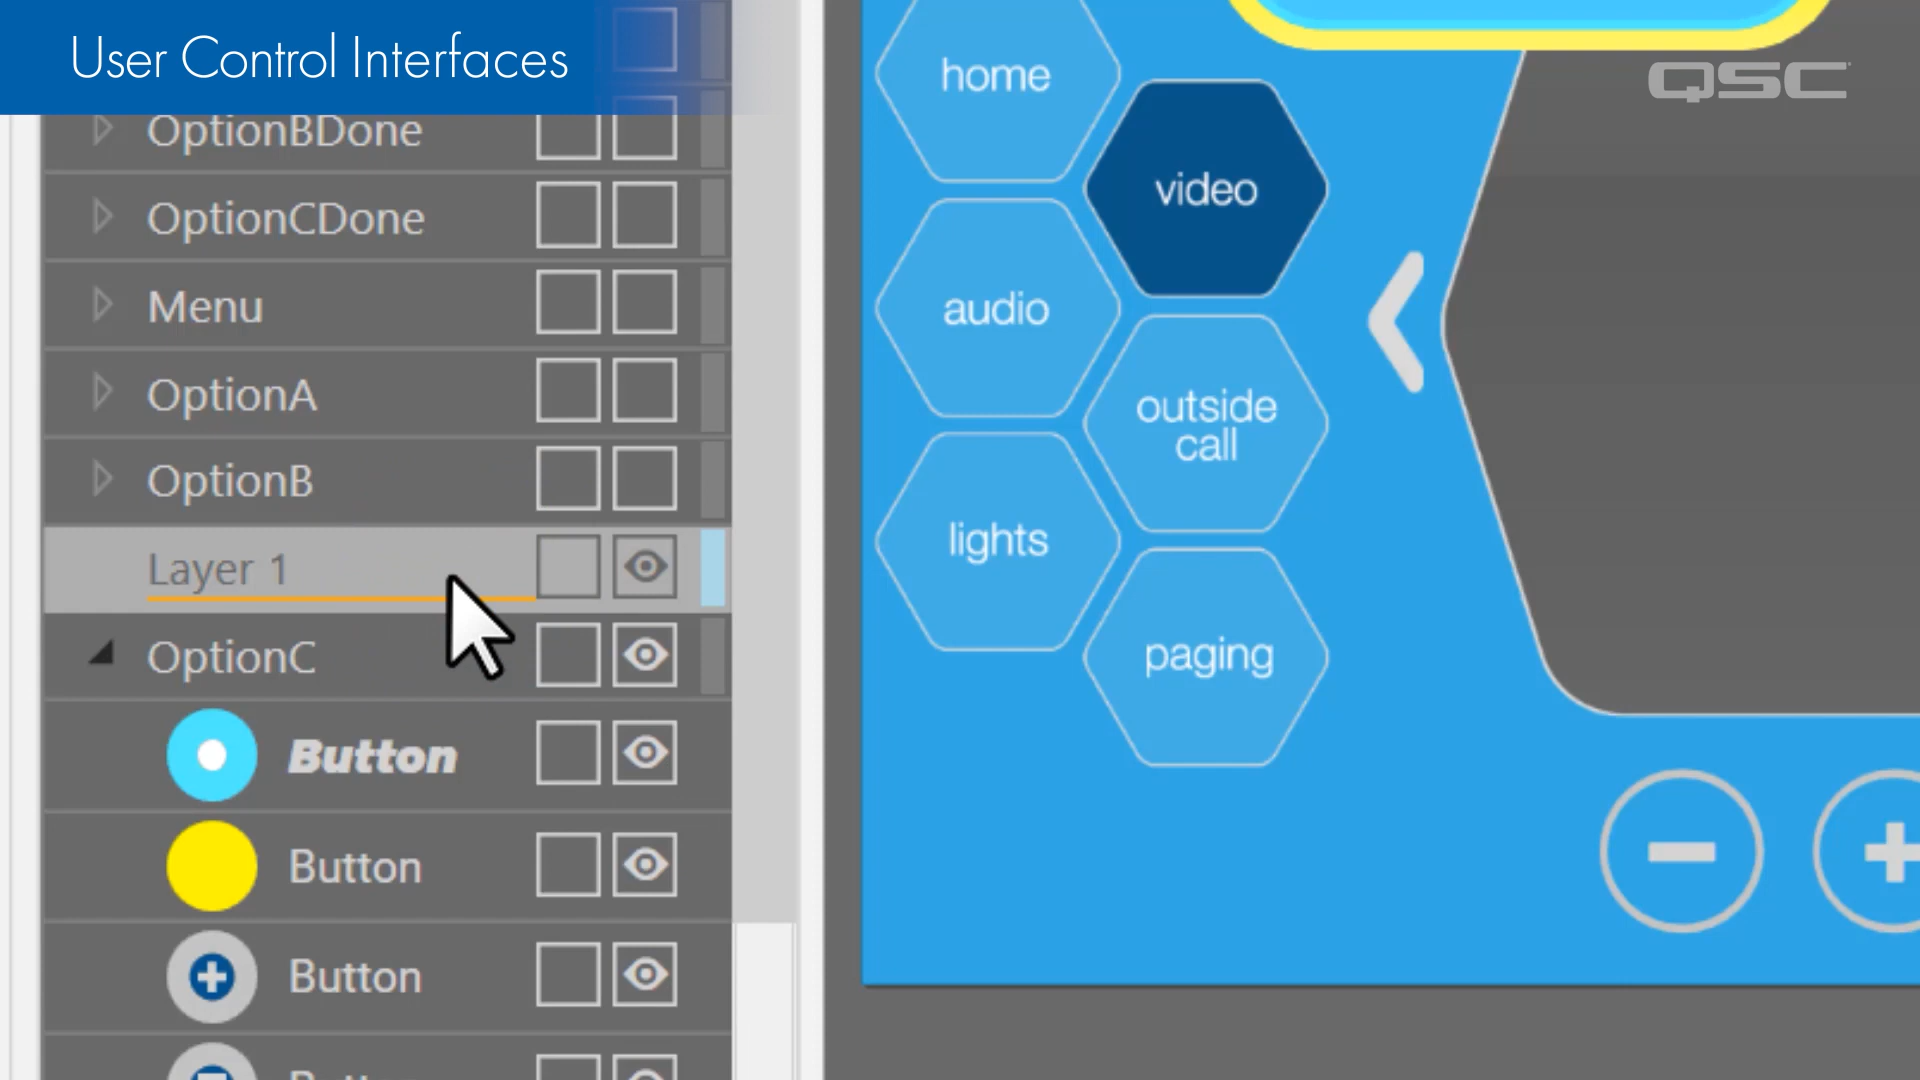 User Control Interfaces
QSC
OptionBDone
OptionCDone
Menu
OptionA
OptionB
Layer 1
OptionC
Button
Button
Button
home
video
audio
outside
call
lights
paging